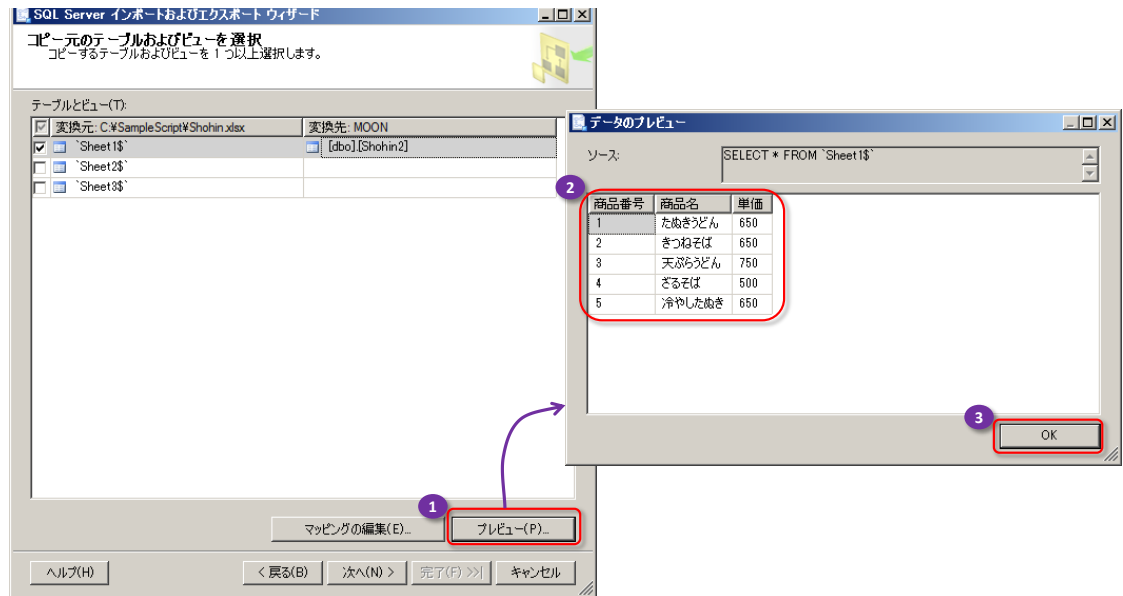 SQL Server インポートおよびエクスポート ウィザード
コピー元のテーブルおよびビューを選択
コピーするテーブルおよびビューを 1 つ以上選択します。
テーブルとビュー(T):
変換元: C:¥SampleScript¥Shohin.xlsx 変換先: MOON
`Sheet1$` [dbo].[Shohin2]
`Sheet2$`
`Sheet3$`
1
マッピングの編集(E)... プレビュー(P)...
ヘルプ(H) < 戻る(B) 次へ(N) > 完了(F) >>| キャンセル
データのプレビュー
ソース: SELECT * FROM `Sheet1$`
2
商品番号 商品名 単価
1 たぬきうどん 650
2 きつねそば 650
3 天ぷらうどん 750
4 ざるそば 500
5 冷やしたぬき 650
3
OK